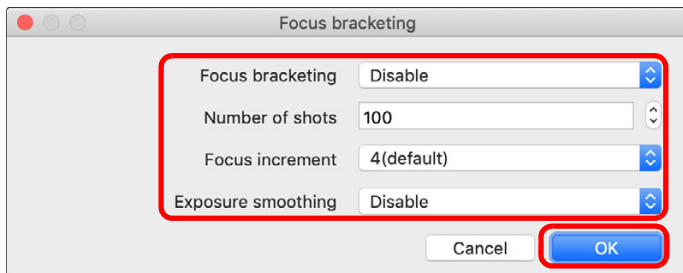 Focus bracketing
Focus bracketing Disable
Number of shots 100
Focus increment 4(default)
Exposure smoothing Disable
Cancel OK